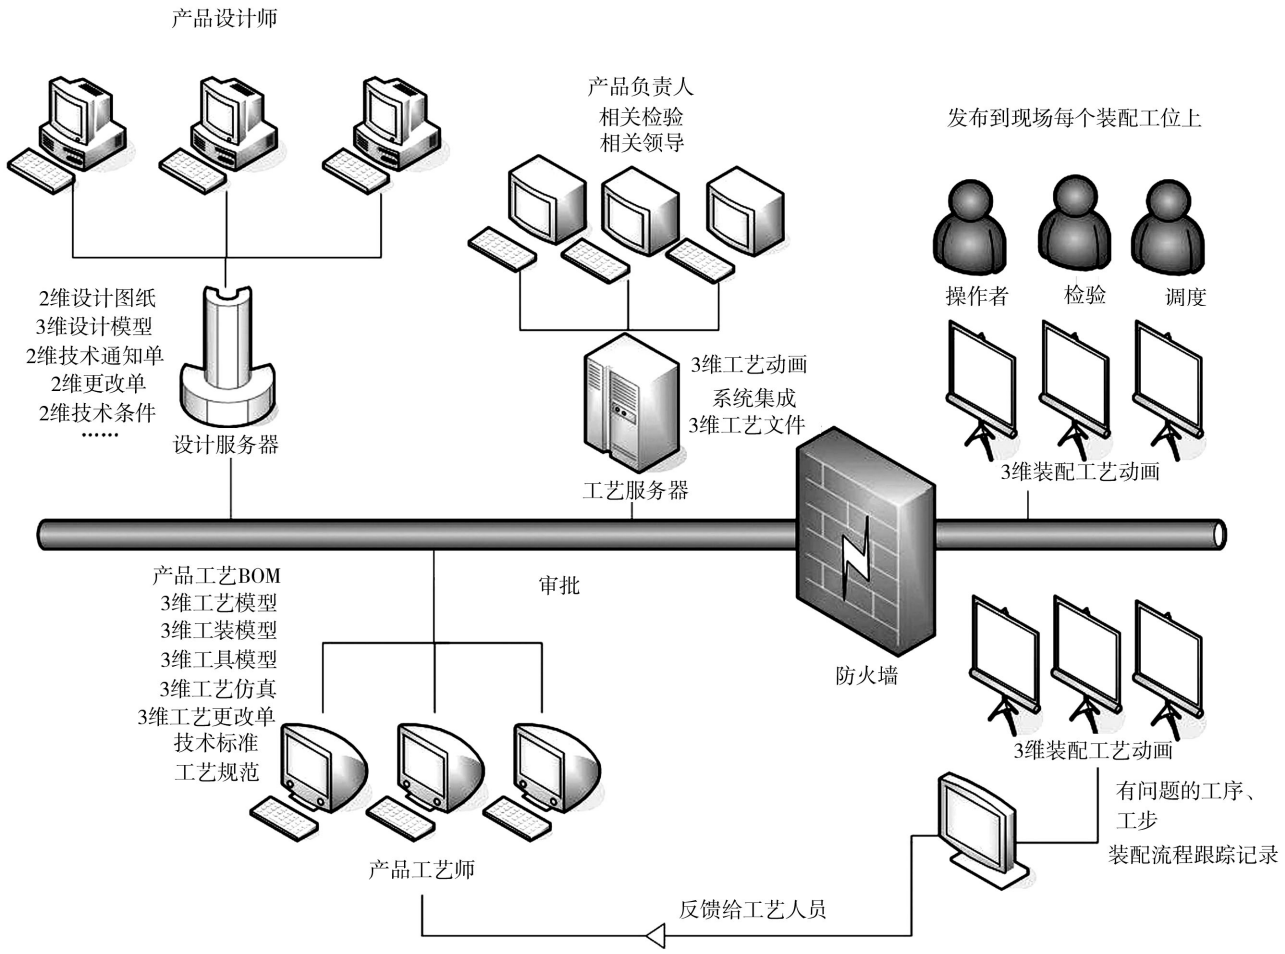 产品设计师
产品负责人
相关检验
相关领导
发布到现场每个装配工位上
操作者
检验
调度
2维设计图纸
3维设计模型
2维技术通知单
2维更改单
2维技术条件
……
设计服务器
3维工艺动画
系统集成
3维工艺文件
工艺服务器
3维装配工艺动画
产品工艺BOM
3维工艺模型
3维工装模型
3维工具模型
3维工艺仿真
3维工艺更改单
技术标准
工艺规范
审批
防火墙
3维装配工艺动画
有问题的工序、
工步
装配流程跟踪记录
产品工艺师
反馈给工艺人员